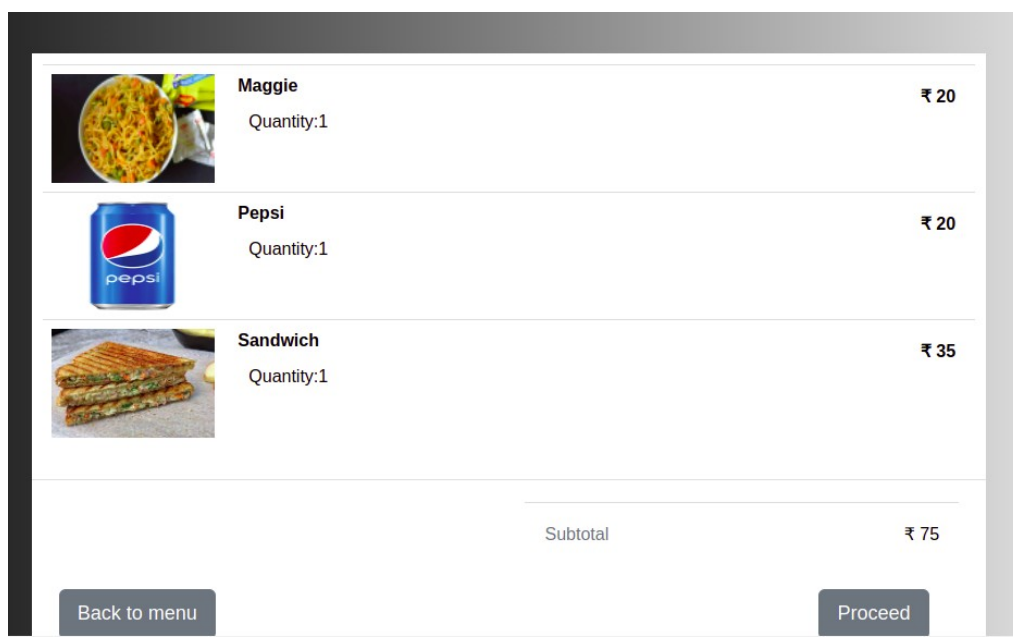 Maggie
₹ 20
Quantity:1
Pepsi
₹ 20
Quantity:1
pepsi
Sandwich
₹ 35
Quantity:1
Subtotal
₹ 75
Back to menu
Proceed